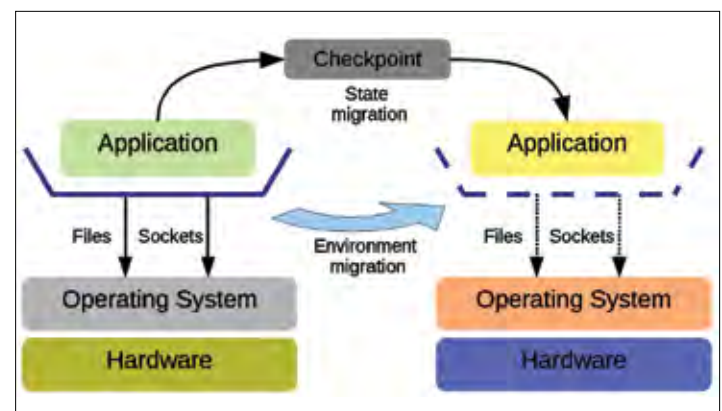 Checkpoint
State
migration
Application
Application
Files Sockets
Files Sockets
Environment
migration
Operating System
Operating System
Hardware
Hardware